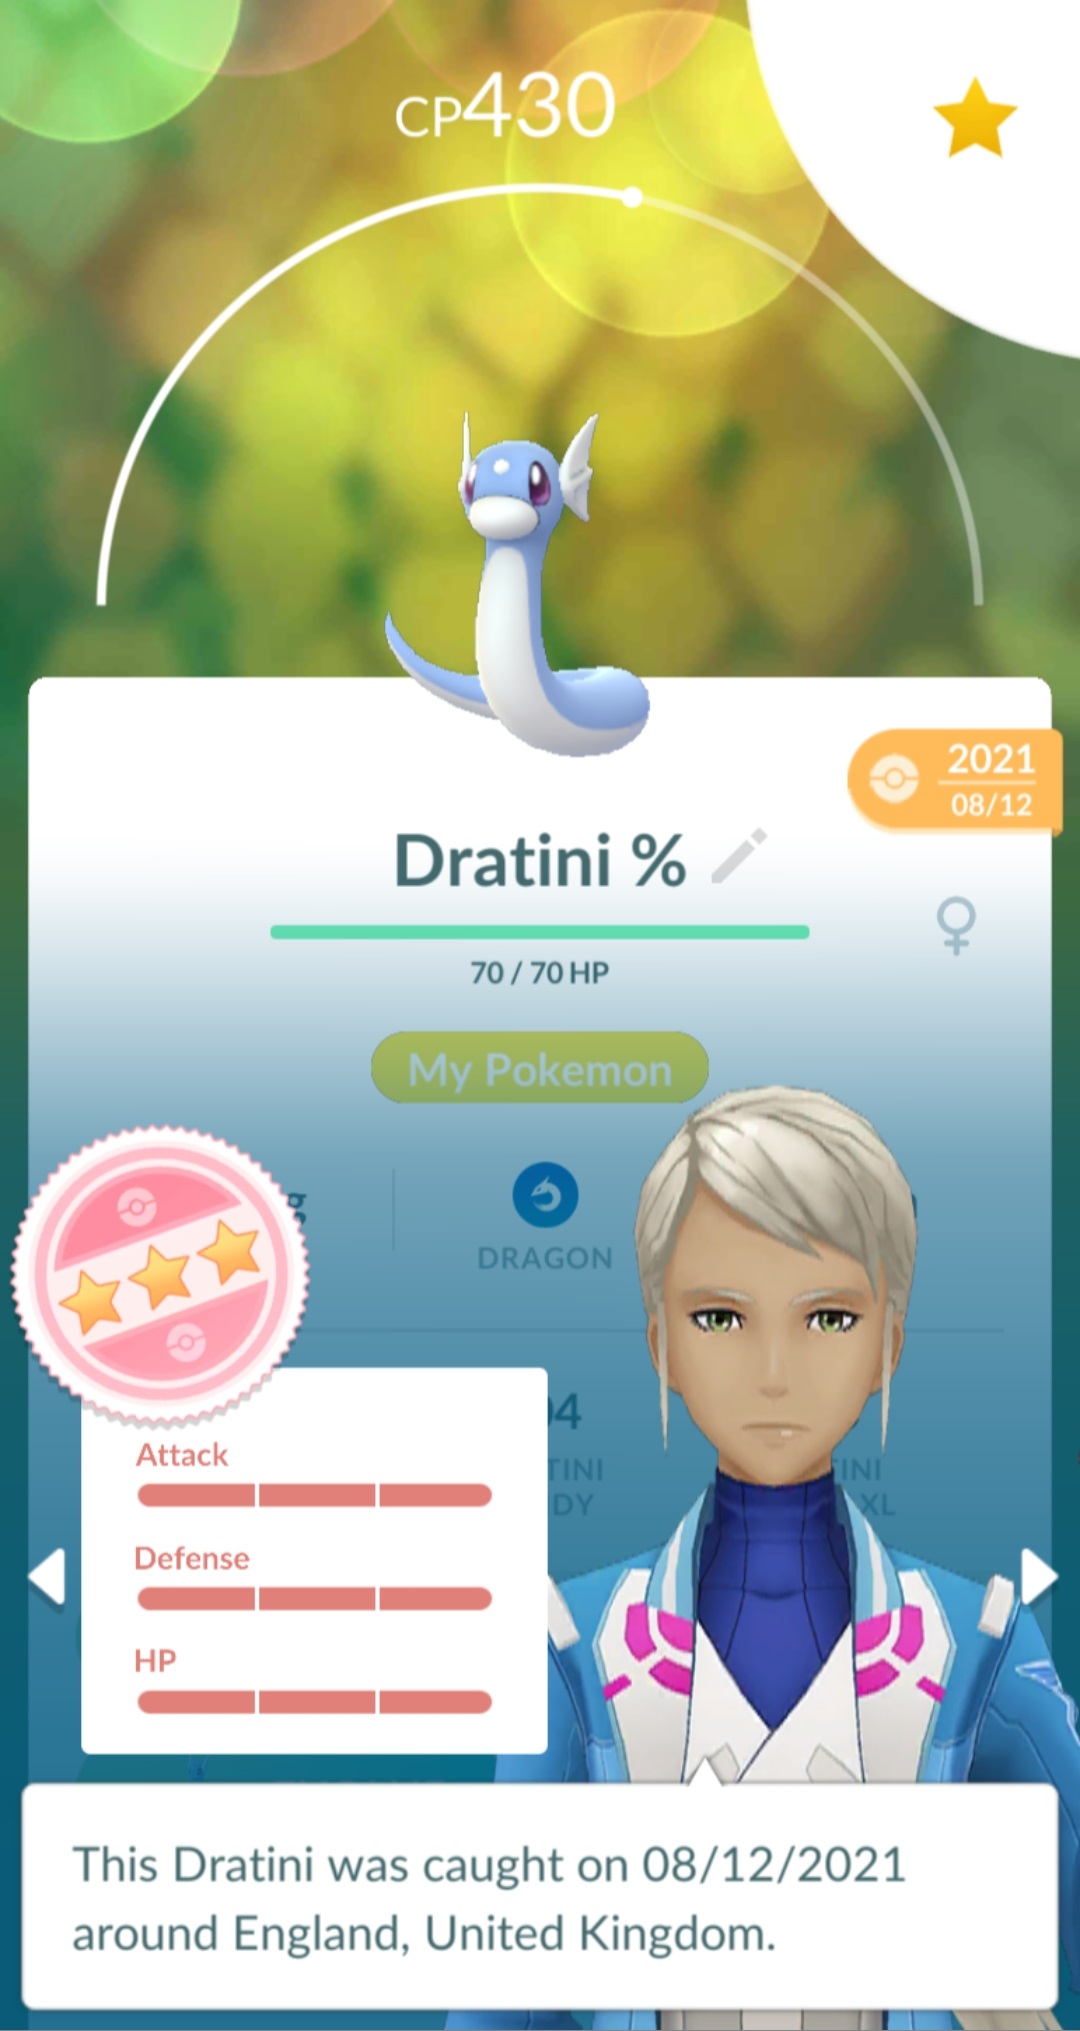 CP430
2021
08/12
Dratini %
70 / 70 HP
My Pokemon
DRAGON
Attack
Defense
HP
This Dratini was caught on 08/12/2021
around England, United Kingdom.